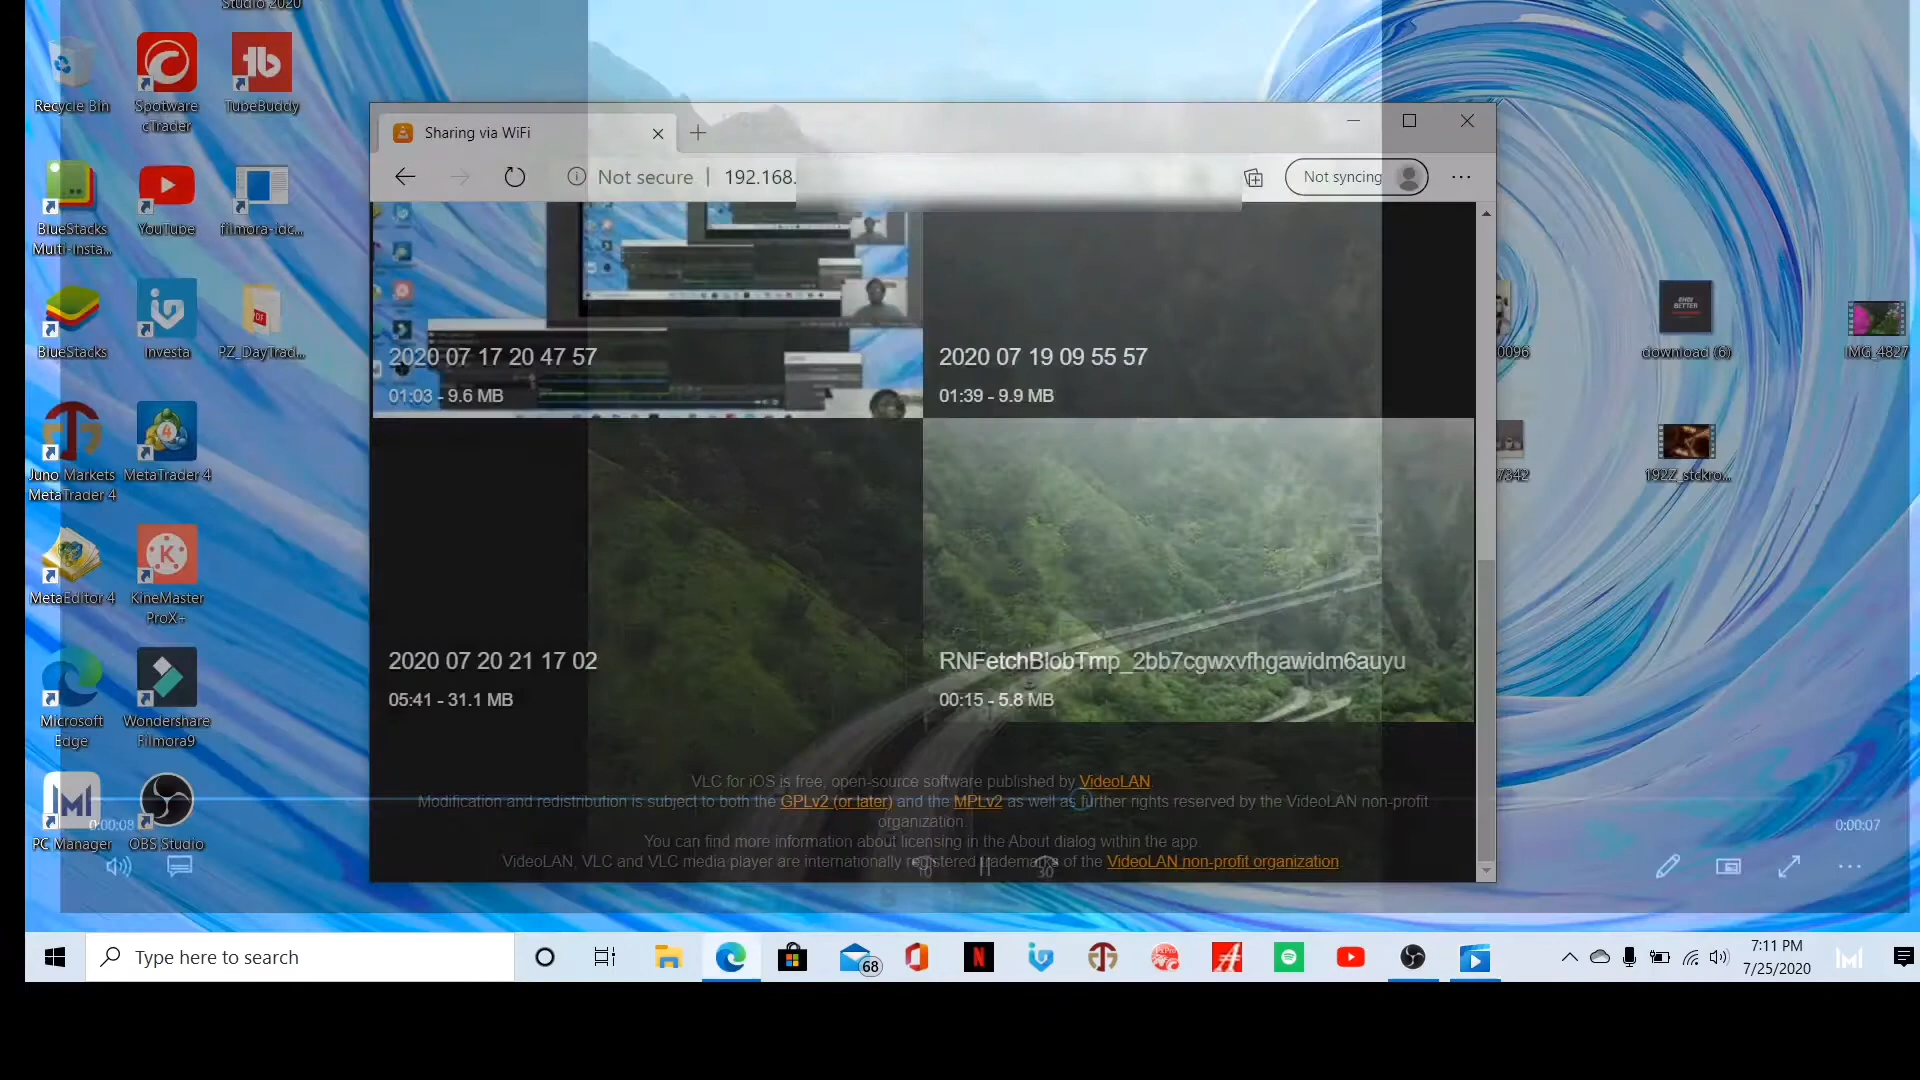 Studio 2020
Recycle Bin
Spotware
cTrader
TubeBuddy
BlueStacks
Multi-Insta...
YouTube
filmora-idc...
BlueStacks
Investa
PZ_DayTrad...
Juno Markets
MetaTrader 4
MetaTrader 4
MetaEditor 4
KineMaster
ProX+
Microsoft
Edge
Wondershare
Filmora9
PC Manager
OBS Studio
0:00:08
Sharing via WiFi
Not secure | 192.168.
Not syncing
2020 07 17 20 47 57
01:03 - 9.6 MB
2020 07 19 09 55 57
01:39 - 9.9 MB
2020 07 20 21 17 02
05:41 - 31.1 MB
RNFetchBlobTmp_2bb7cgwxvfhgawidm6auyu
00:15 - 5.8 MB
VLC for iOS is free, open-source software published by VideoLAN
Modification and redistribution is subject to both the GPLv2 (or later) and the MPLv2 as well as further rights reserved by the VideoLAN non-profit
organization.
You can find more information about licensing in the About dialog within the app
VideoLAN, VLC and VLC media player are internationally registered trademarks of the VideoLAN non-profit organization.
10
30
0096
download (6)
IMG_4827
7342
192Z_stckro...
0:00:07
Type here to search
68
7:11 PM
7/25/2020